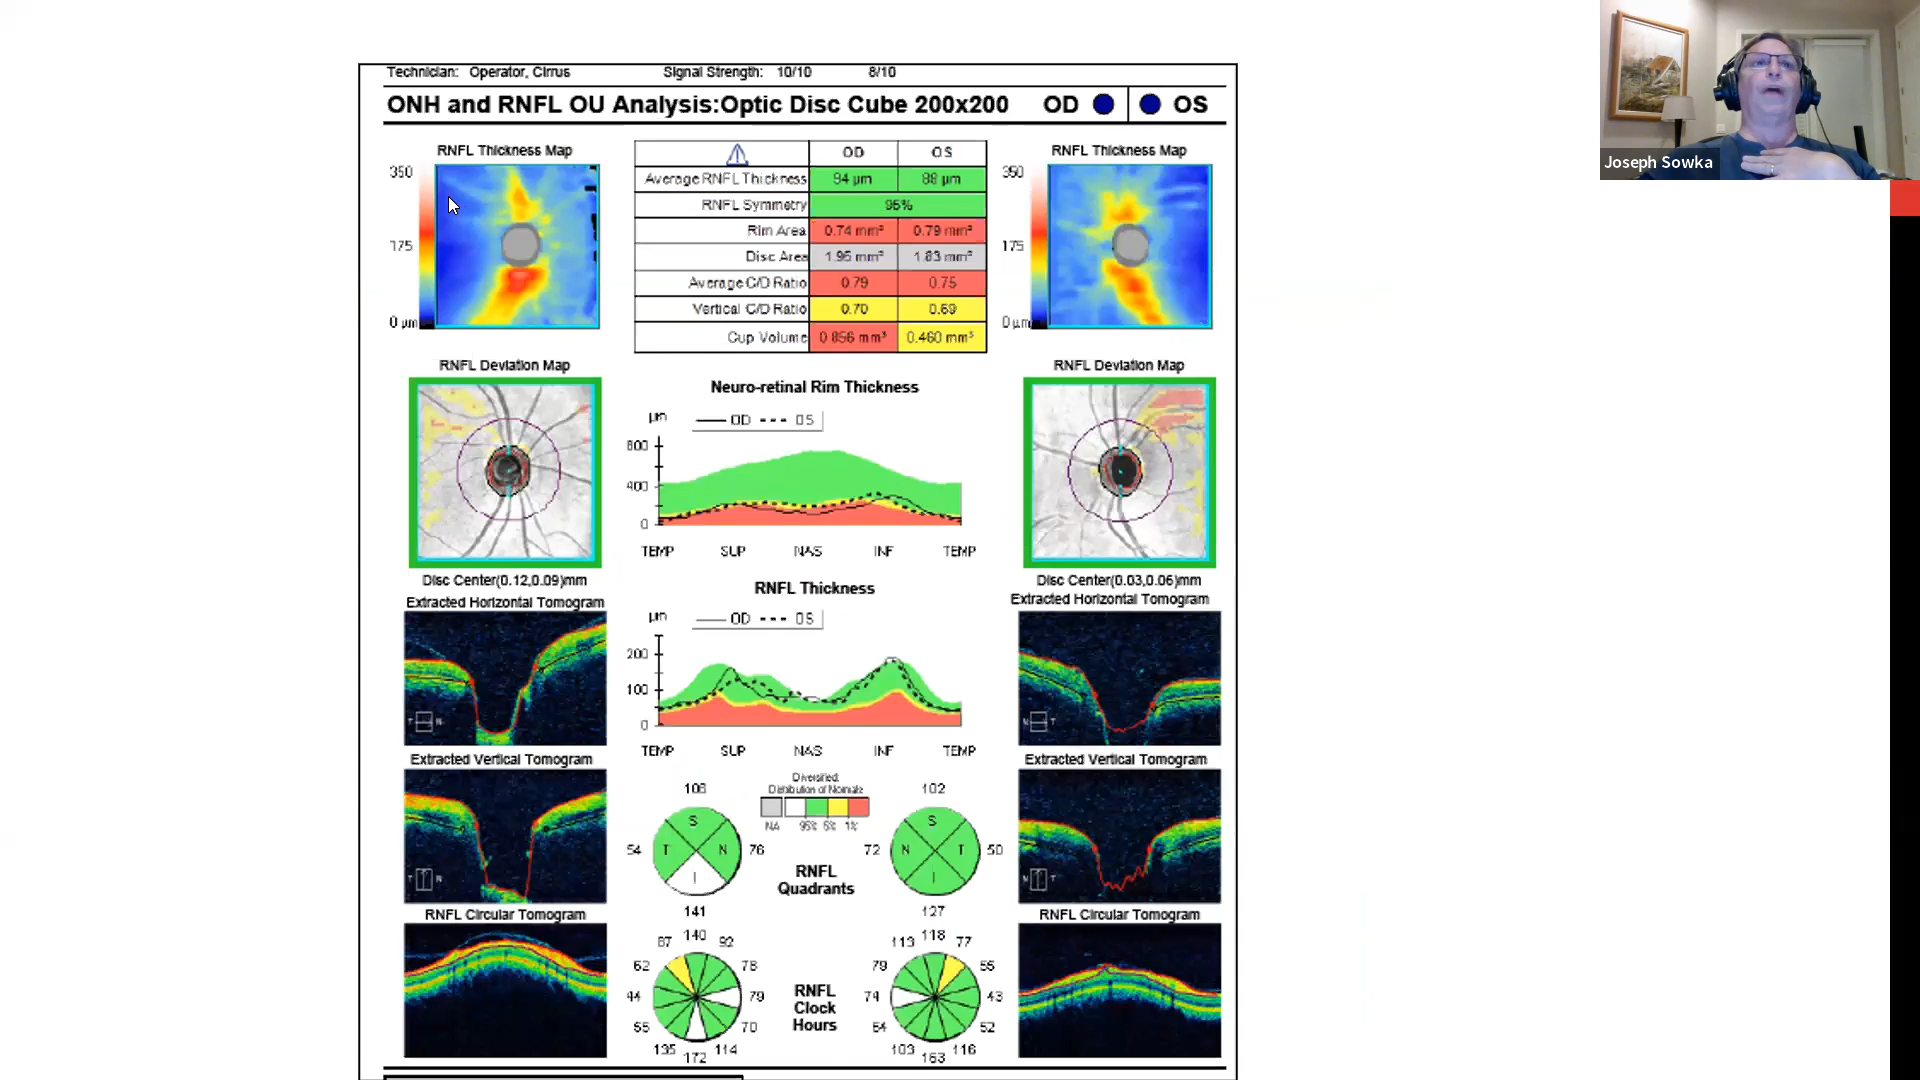 Technician: Operator, Cirrus Signal Strength: 10/10 8/10
ONH and RNFL OU Analysis:Optic Disc Cube 200x200 OD OS
RNFL Thickness Map
350
175
0 µm
OD OS
Average RNFL Thickness 94 µm 88 µm
RNFL Symmetry 95%
Rim Area 0.74 mm² 0.79 mm²
Disc Area 1.95 mm² 1.83 mm²
Average C/D Ratio 0.79 0.75
Vertical C/D Ratio 0.70 0.69
Cup Volume 0.856 mm³ 0.460 mm³
RNFL Thickness Map
350
175
0 µm
RNFL Deviation Map
Disc Center(0.12,0.09)mm
Extracted Horizontal Tomogram
T N
Extracted Vertical Tomogram
T N
RNFL Circular Tomogram
Neuro-retinal Rim Thickness
µm OD OS
800
400
0
TEMP SUP NAS INF TEMP
RNFL Thickness
µm OD OS
200
100
0
TEMP SUP NAS INF TEMP
Diversified:
Distribution of Normals
NA 95% 5% 1%
106
S
54 T N 76
I
141
102
S
72 N T 50
I
127
RNFL
Quadrants
87 140 92
62 78
44 79
55 70
135 172 114
113 118 77
79 55
74 43
64 52
103 163 116
RNFL
Clock
Hours
RNFL Deviation Map
Disc Center(0.03,0.06)mm
Extracted Horizontal Tomogram
N T
Extracted Vertical Tomogram
N T
RNFL Circular Tomogram
Joseph Sowka